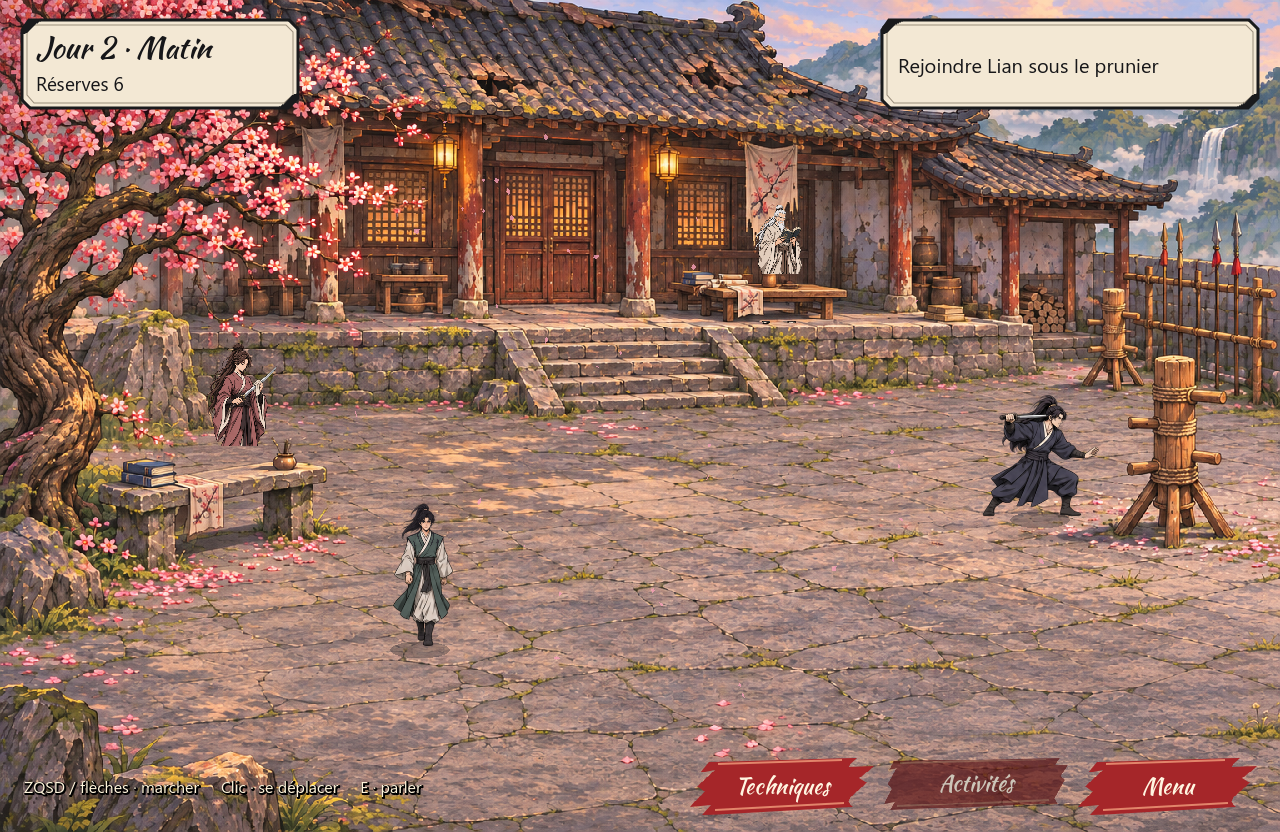 Jour 2 · Matin
Réserves 6
Rejoindre Lian sous le prunier
ZQSD / flèches · marcher — Clic · se déplacer E · parler
Techniques
Activités
Menu